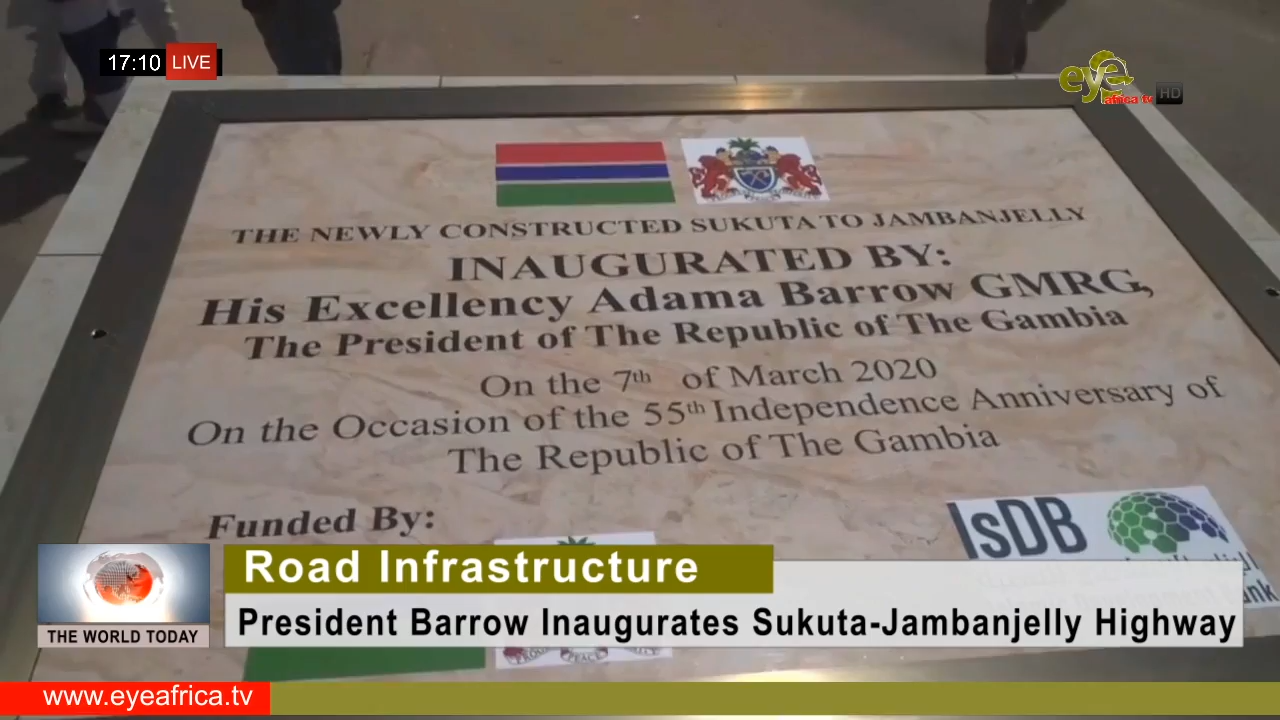 17:10 LIVE
eye africa tv HD
THE NEWLY CONSTRUCTED SUKUTA TO JAMBANJELLY
INAUGURATED BY:
His Excellency Adama Barrow GMRG,
The President of The Republic of The Gambia
On the 7th of March 2020
On the Occasion of the 55th Independence Anniversary of
The Republic of The Gambia
Funded By:
IsDB
Road Infrastructure
President Barrow Inaugurates Sukuta-Jambanjelly Highway
THE WORLD TODAY
PEACE
www.eyeafrica.tv